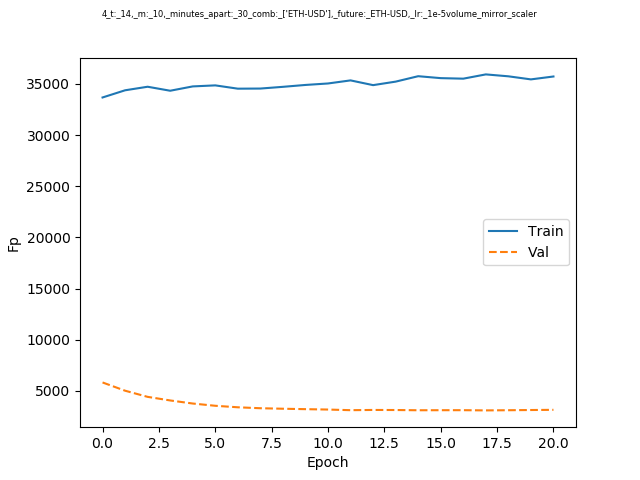 4_t:_14,_m:_10,_minutes_apart:_30_comb:_['ETH-USD'],_future:_ETH-USD,_lr:_1e-5volume_mirror_scaler
35000
30000
25000
20000
15000
10000
5000
Fp
Train
Val
0.0 2.5 5.0 7.5 10.0 12.5 15.0 17.5 20.0
Epoch